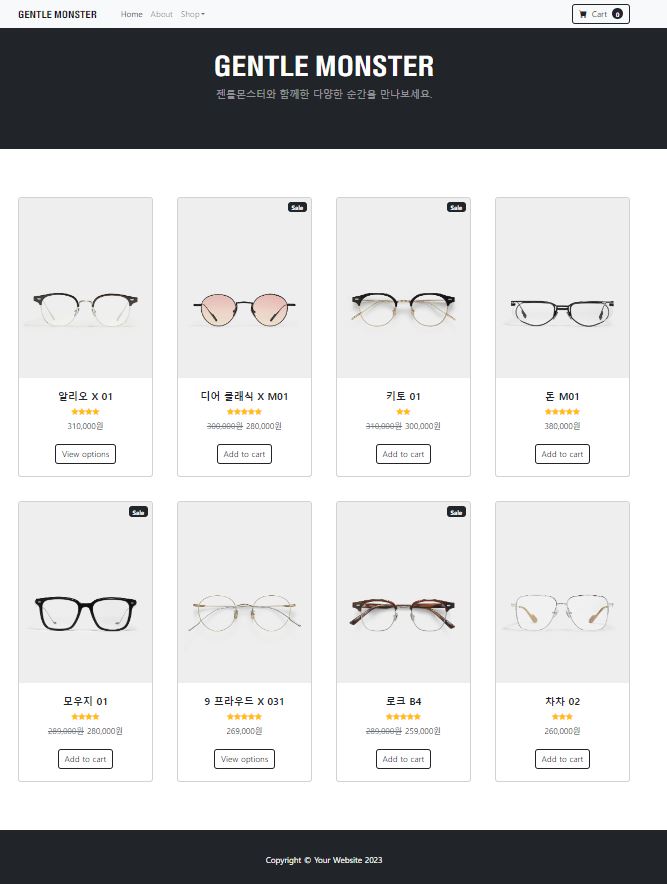 GENTLE MONSTER Home About Shop Cart 0
GENTLE MONSTER
젠틀몬스터와 함께한 다양한 순간을 만나보세요.
Sale Sale
알리오 X 01 디어 클래식 X M01 키토 01 돈 M01
310,000원 300,000원 280,000원 310,000원 300,000원 380,000원
View options Add to cart Add to cart Add to cart
Sale Sale
모우지 01 9 프라우드 X 031 로크 B4 차차 02
289,000원 280,000원 269,000원 289,000원 259,000원 260,000원
Add to cart View options Add to cart Add to cart
Copyright © Your Website 2023